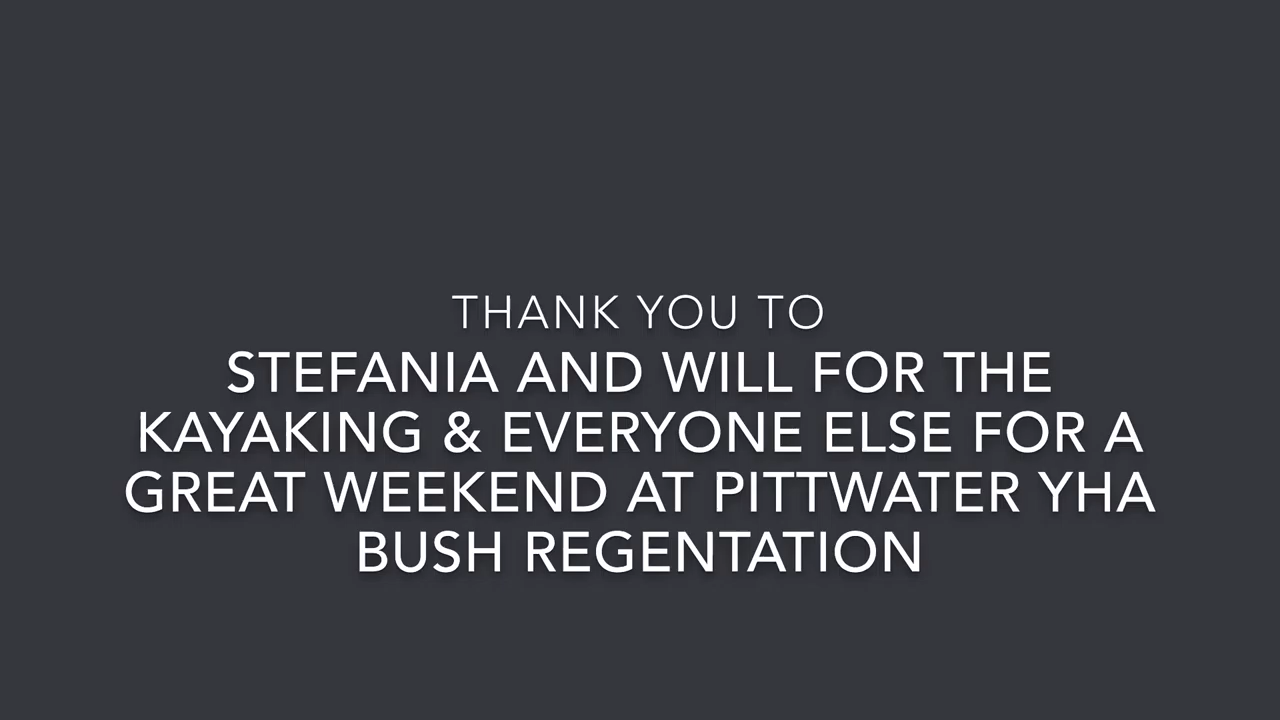 THANK YOU TO
STEFANIA AND WILL FOR THE
KAYAKING & EVERYONE ELSE FOR A
GREAT WEEKEND AT PITTWATER YHA
BUSH REGENTATION